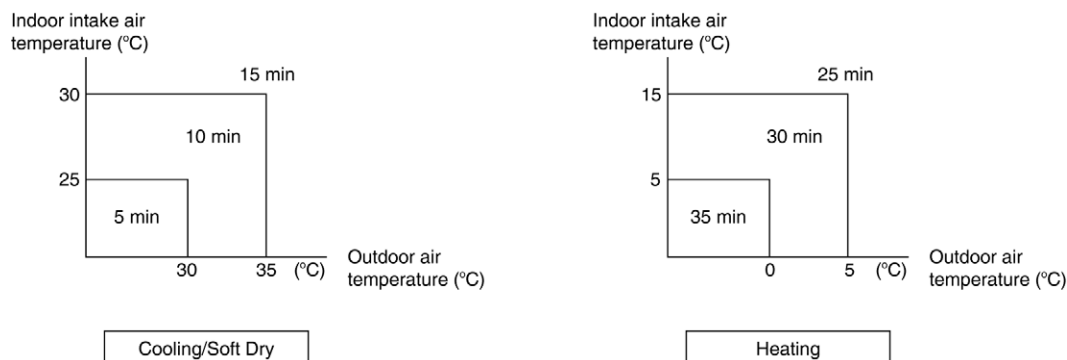 Indoor intake air
temperature (°C)
15 min
30
10 min
25
5 min
30
35
(°C)
Outdoor air
temperature (°C)
Cooling/Soft Dry
Indoor intake air
temperature (°C)
25 min
15
30 min
5
35 min
0
5
(°C)
Outdoor air
temperature (°C)
Heating